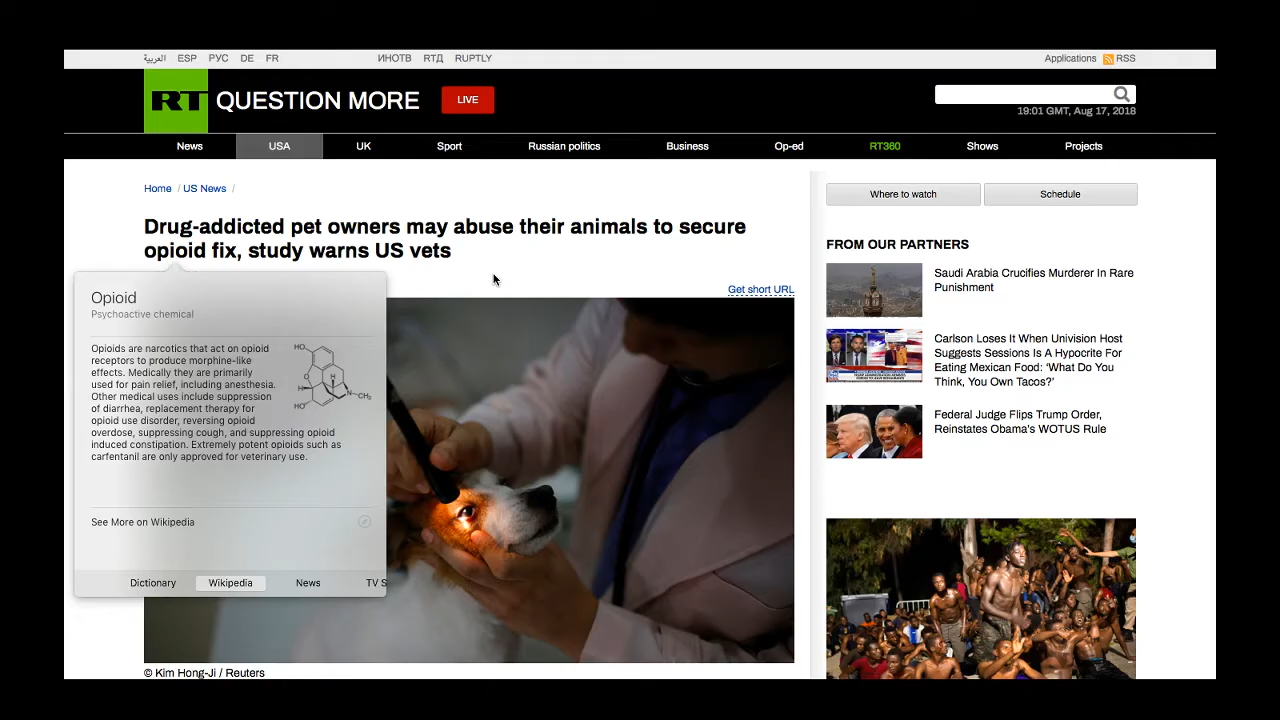 العربية ESP РУС DE FR ИНОТВ RTД RUPTLY Applications RSS
RT QUESTION MORE LIVE
19:01 GMT, Aug 17, 2018
News USA UK Sport Russian politics Business Op-ed RT360 Shows Projects
Home / US News /
Drug-addicted pet owners may abuse their animals to secure
opioid fix, study warns US vets
Get short URL
Opioid
Psychoactive chemical
Opioids are narcotics that act on opioid
receptors to produce morphine-like
effects. Medically they are primarily
used for pain relief, including anesthesia.
Other medical uses include suppression
of diarrhea, replacement therapy for
opioid use disorder, reversing opioid
overdose, suppressing cough, and suppressing opioid
induced constipation. Extremely potent opioids such as
carfentanil are only approved for veterinary use.
HO
O
H
H
N-CH₃
HO
See More on Wikipedia
Dictionary Wikipedia News TV S
© Kim Hong-Ji / Reuters
Where to watch Schedule
FROM OUR PARTNERS
Saudi Arabia Crucifies Murderer In Rare
Punishment
Carlson Loses It When Univision Host
Suggests Sessions Is A Hypocrite For
Eating Mexican Food: ‘What Do You
Think, You Own Tacos?’
Federal Judge Flips Trump Order,
Reinstates Obama's WOTUS Rule